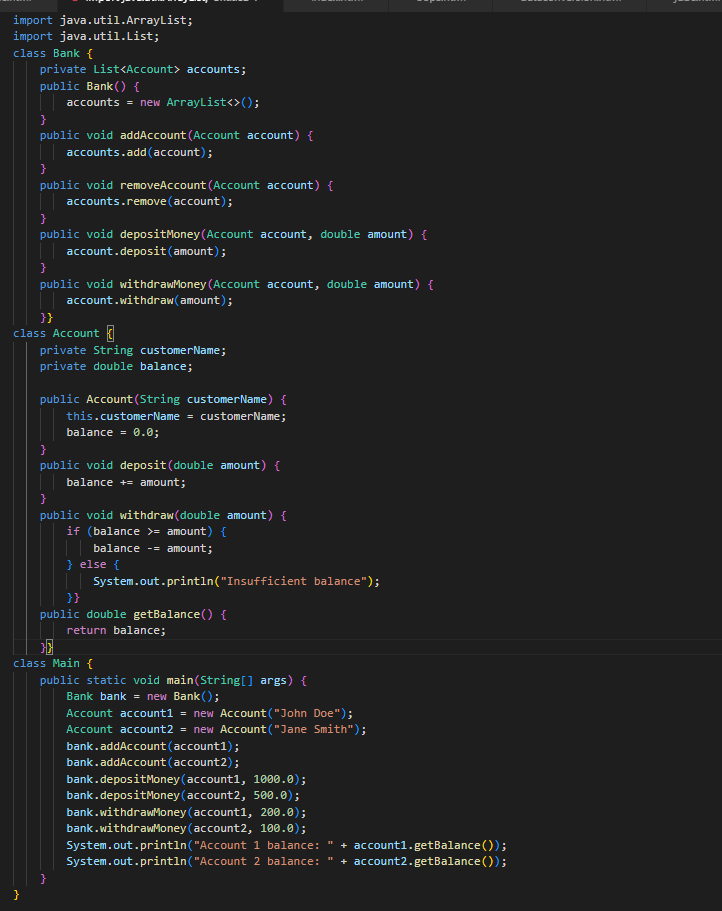 import java.util.ArrayList;
import java.util.List;
class Bank {
    private List<Account> accounts;
    public Bank() {
        accounts = new ArrayList<>();
    }
    public void addAccount(Account account) {
        accounts.add(account);
    }
    public void removeAccount(Account account) {
        accounts.remove(account);
    }
    public void depositMoney(Account account, double amount) {
        account.deposit(amount);
    }
    public void withdrawMoney(Account account, double amount) {
        account.withdraw(amount);
    }}
class Account {
    private String customerName;
    private double balance;

    public Account(String customerName) {
        this.customerName = customerName;
        balance = 0.0;
    }
    public void deposit(double amount) {
        balance += amount;
    }
    public void withdraw(double amount) {
        if (balance >= amount) {
            balance -= amount;
        } else {
            System.out.println("Insufficient balance");
        }}
    public double getBalance() {
        return balance;
    }}
class Main {
    public static void main(String[] args) {
        Bank bank = new Bank();
        Account account1 = new Account("John Doe");
        Account account2 = new Account("Jane Smith");
        bank.addAccount(account1);
        bank.addAccount(account2);
        bank.depositMoney(account1, 1000.0);
        bank.depositMoney(account2, 500.0);
        bank.withdrawMoney(account1, 200.0);
        bank.withdrawMoney(account2, 100.0);
        System.out.println("Account 1 balance: " + account1.getBalance());
        System.out.println("Account 2 balance: " + account2.getBalance());
    }
}